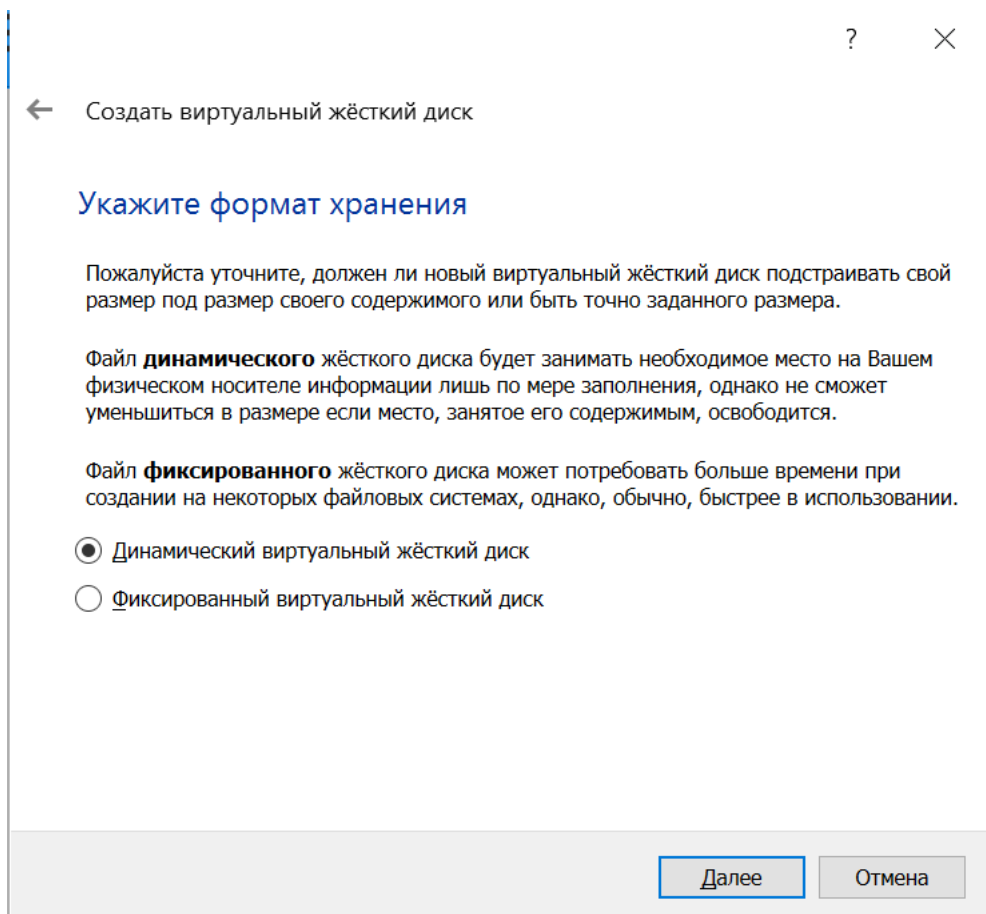 ?
Создать виртуальный жёсткий диск
Укажите формат хранения
Пожалуйста уточните, должен ли новый виртуальный жёсткий диск подстраивать свой
размер под размер своего содержимого или быть точно заданного размера.
Файл динамического жёсткого диска будет занимать необходимое место на Вашем
физическом носителе информации лишь по мере заполнения, однако не сможет
уменьшиться в размере если место, занятое его содержимым, освободится.
Файл фиксированного жёсткого диска может потребовать больше времени при
создании на некоторых файловых системах, однако, обычно, быстрее в использовании.
Динамический виртуальный жёсткий диск
Фиксированный виртуальный жёсткий диск
Далее
Отмена